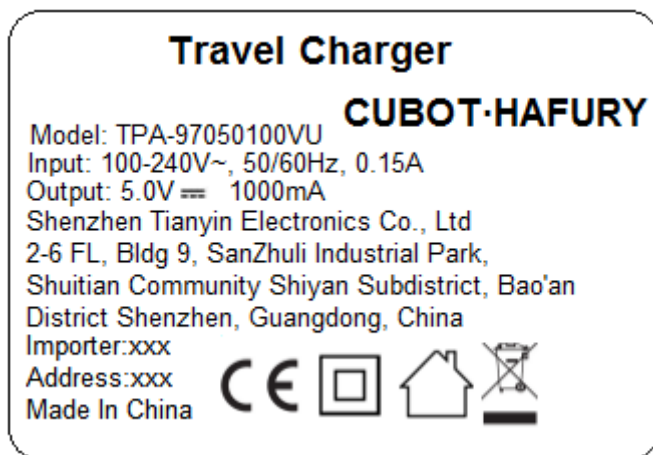 Travel Charger
CUBOT·HAFURY
Model: TPA-97050100VU
Input: 100-240V~, 50/60Hz, 0.15A
Output: 5.0V ⎓ 1000mA
Shenzhen Tianyin Electronics Co., Ltd
2-6 FL, Bldg 9, SanZhuli Industrial Park,
Shuitian Community Shiyan Subdistrict, Bao'an
District Shenzhen, Guangdong, China
Importer:xxx
Address:xxx
Made In China
CE